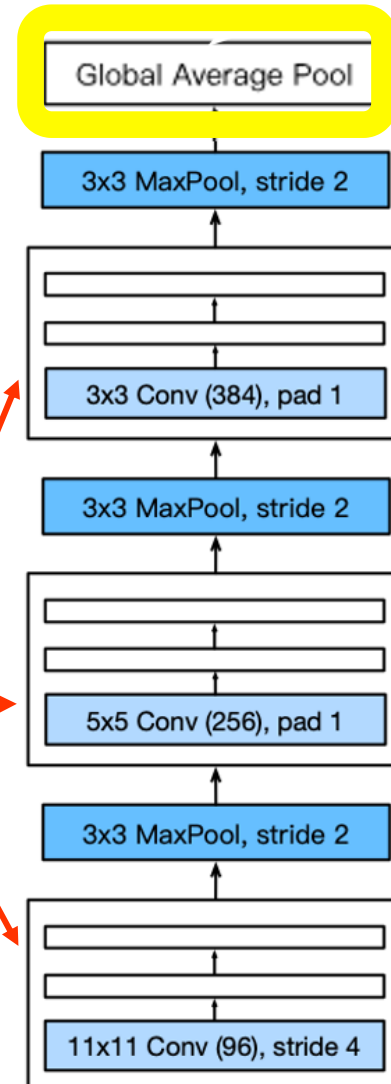 Global Average Pool
3x3 MaxPool, stride 2
3x3 Conv (384), pad 1
3x3 MaxPool, stride 2
5x5 Conv (256), pad 1
3x3 MaxPool, stride 2
11x11 Conv (96), stride 4